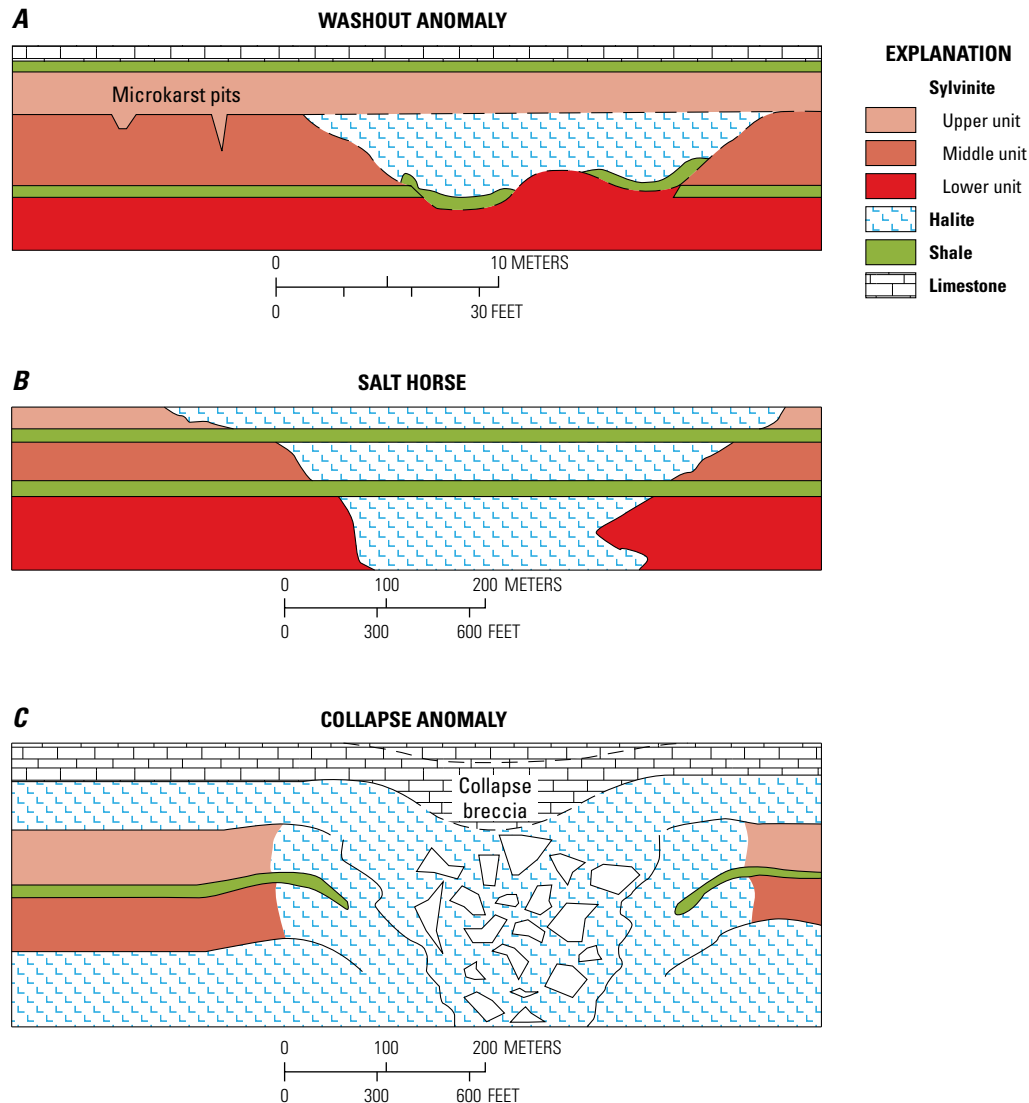 A
WASHOUT ANOMALY
Microkarst pits
0 10 METERS
0 30 FEET
EXPLANATION
Sylvinite
Upper unit
Middle unit
Lower unit
Halite
Shale
Limestone
B
SALT HORSE
0 100 200 METERS
0 300 600 FEET
C
COLLAPSE ANOMALY
Collapse
breccia
0 100 200 METERS
0 300 600 FEET